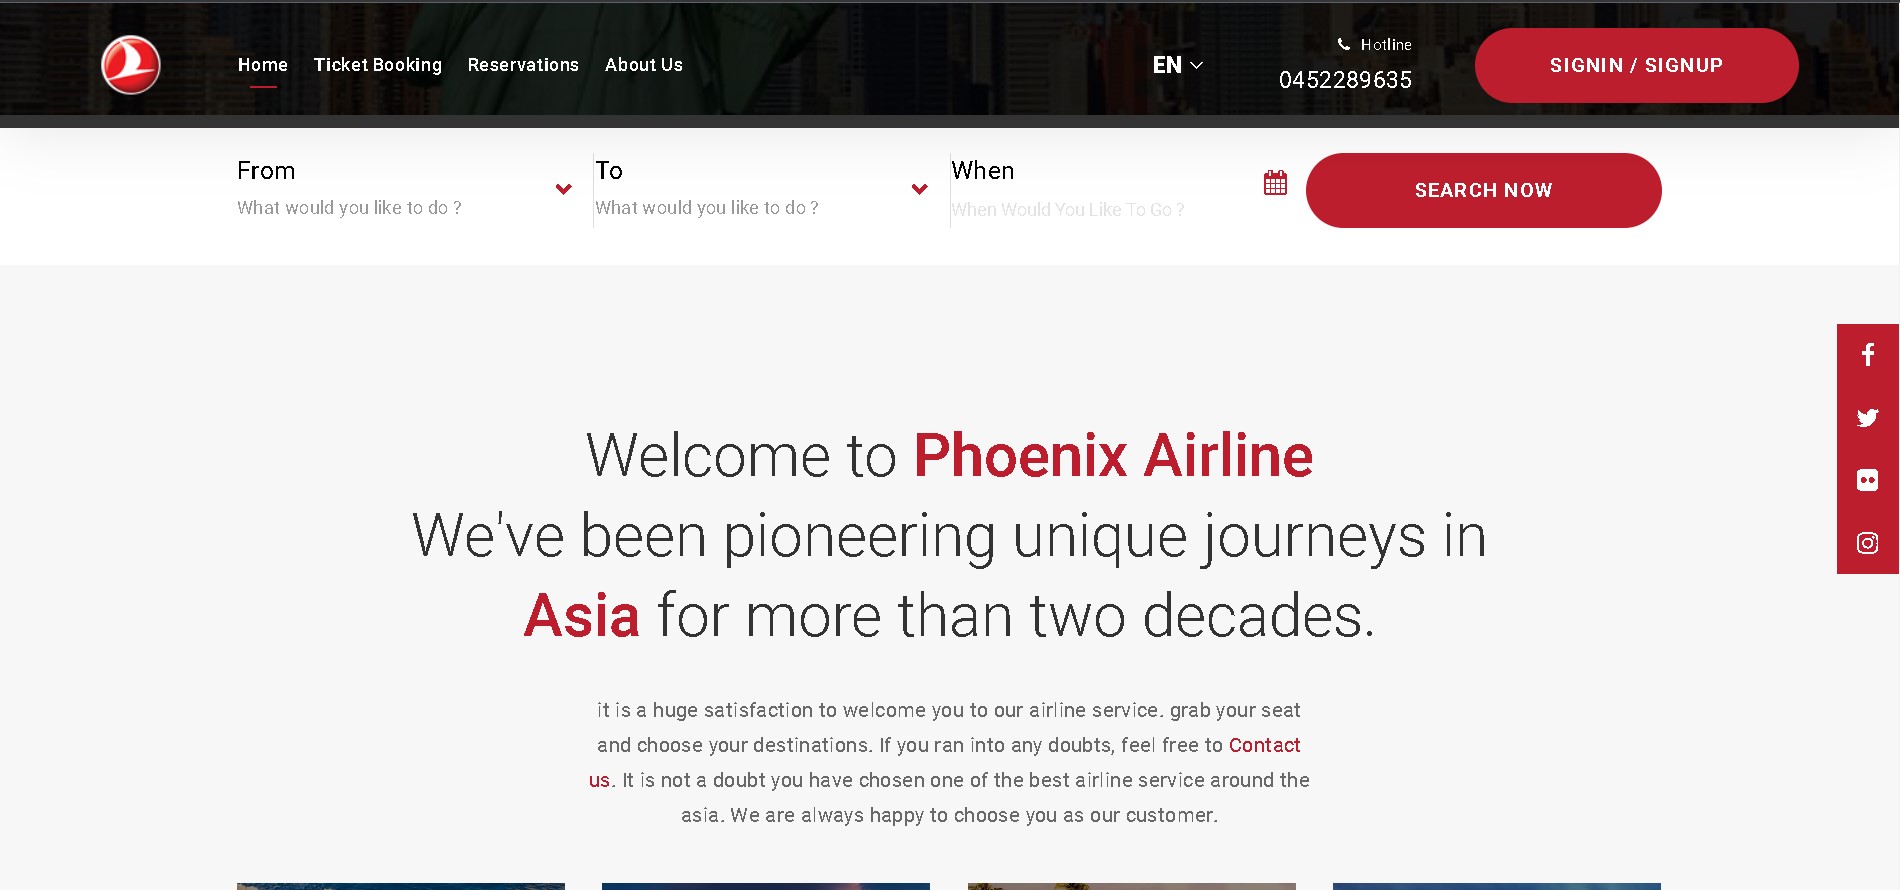 Home Ticket Booking Reservations About Us
EN
Hotline
0452289635
SIGNIN / SIGNUP
From
What would you like to do ?
To
What would you like to do ?
When
When Would You Like To Go ?
SEARCH NOW
Welcome to Phoenix Airline
We've been pioneering unique journeys in
Asia for more than two decades.
it is a huge satisfaction to welcome you to our airline service. grab your seat
and choose your destinations. If you ran into any doubts, feel free to Contact
us. It is not a doubt you have chosen one of the best airline service around the
asia. We are always happy to choose you as our customer.